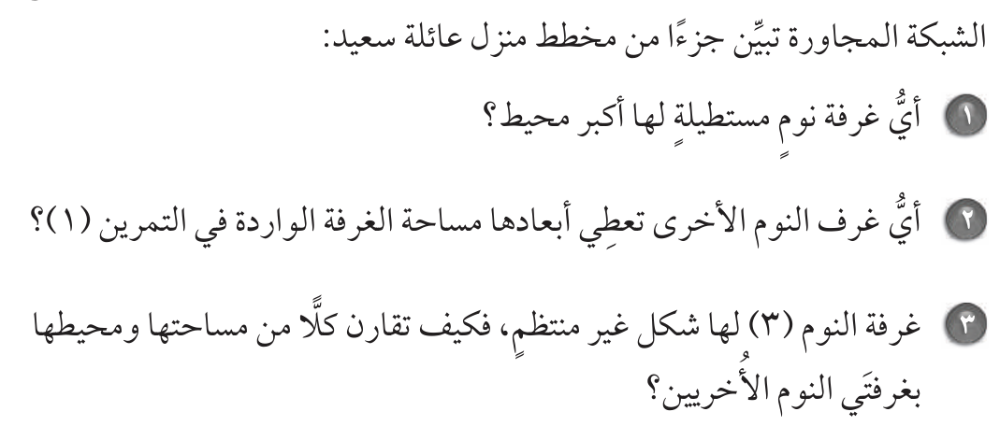 الشبكة المجاورة تبيِّن جزءًا من مخطط منزل عائلة سعيد:
١ أيُّ غرفة نومٍ مستطيلةٍ لها أكبر محيط؟
٢ أيُّ غرف النوم الأخرى تعطِي أبعادها مساحة الغرفة الواردة في التمرين (١)؟
٣ غرفة النوم (٣) لها شكل غير منتظمٍ، فكيف تقارن كلًّا من مساحتها ومحيطها
بغرفتَي النوم الأُخريين؟